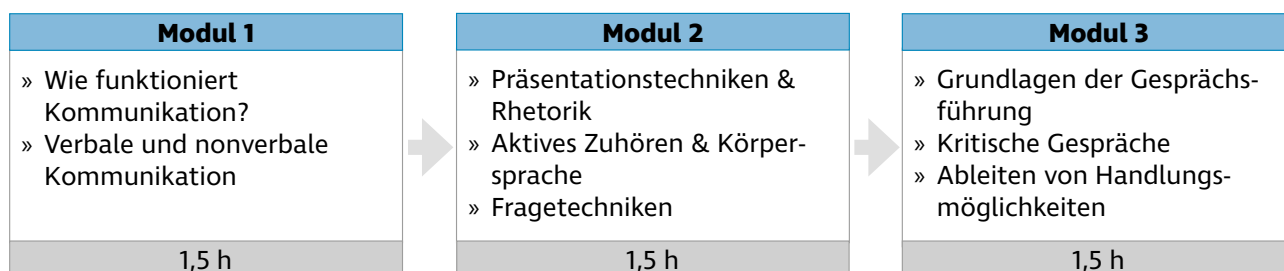 Modul 1
» Wie funktioniert
Kommunikation?
» Verbale und nonverbale
Kommunikation
1,5 h
Modul 2
» Präsentationstechniken &
Rhetorik
» Aktives Zuhören & Körper-
sprache
» Fragetechniken
1,5 h
Modul 3
» Grundlagen der Gesprächs-
führung
» Kritische Gespräche
» Ableiten von Handlungs-
möglichkeiten
1,5 h